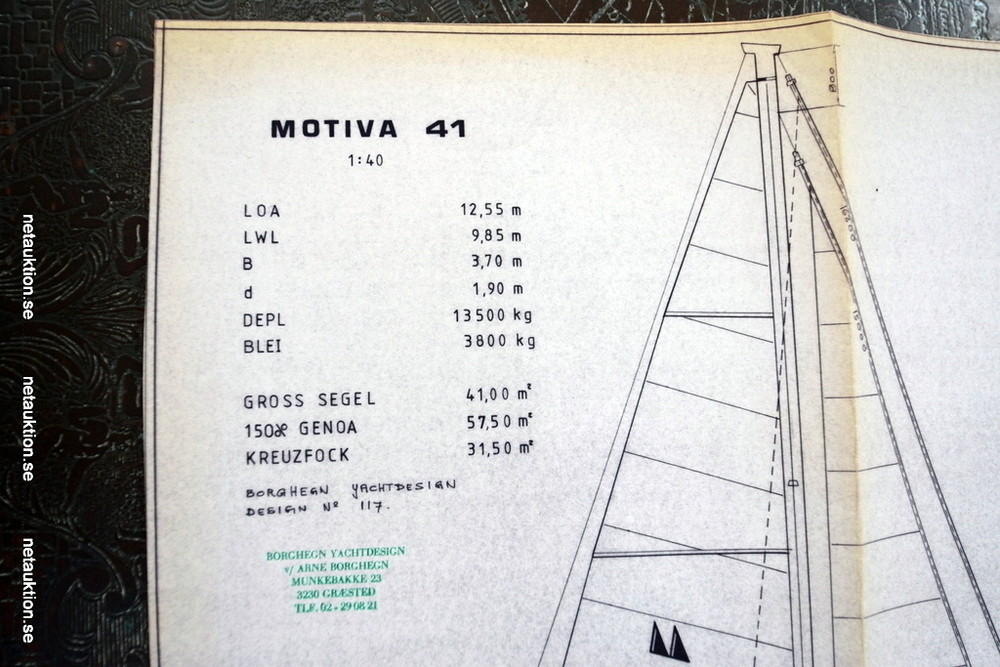 MOTIVA 41
1:40
LOA 12,55 m
LWL 9,85 m
B 3,70 m
d 1,90 m
DEPL 13500 kg
BLEI 3800 kg
GROSS SEGEL 41,00 m²
150% GENOA 57,50 m²
KREUZFOCK 31,50 m²
BORGHEGN YACHTDESIGN
DESIGN Nº 117.
BORGHEGN YACHTDESIGN
v/ ARNE BORGHEGN
MUNKEBAKKE 23
3230 GRÆSTED
TLF. 02 - 29 08 21
800
16200
15000
netauktion.se
netauktion.se
netauktion.se